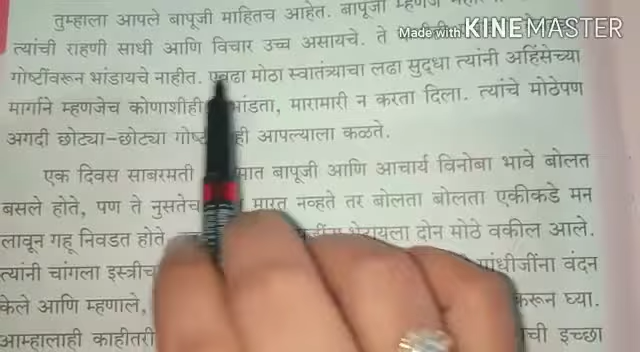 तुम्हाला आपले बापूजी माहितच आहेत. बापूजी म्हणजे
Made with KINEMASTER
त्यांची राहणी साधी आणि विचार उच्च असायचे. ते
गोष्टींवरून भांडायचे नाहीत. एवढा मोठा स्वातंत्र्याचा लढा सुद्धा त्यांनी अहिंसेच्या
मार्गाने म्हणजेच कोणाशीही भांडता, मारामारी न करता दिला. त्यांचे मोठेपण
अगदी छोट्या-छोट्या ही आपल्याला कळते.
एक दिवस साबरमती बापूजी आणि आचार्य विनोबा भावे बोलत
बसले होते, पण ते नुसतेच मारत नव्हते तर बोलता बोलता एकीकडे मन
लावून गहू निवडत होते दोन मोठे वकील आले.
त्यांनी चांगला गांधीजींना वंदन
केले आणि म्हणाले, करून घ्या.
आम्हालाही काहीतरी इच्छा